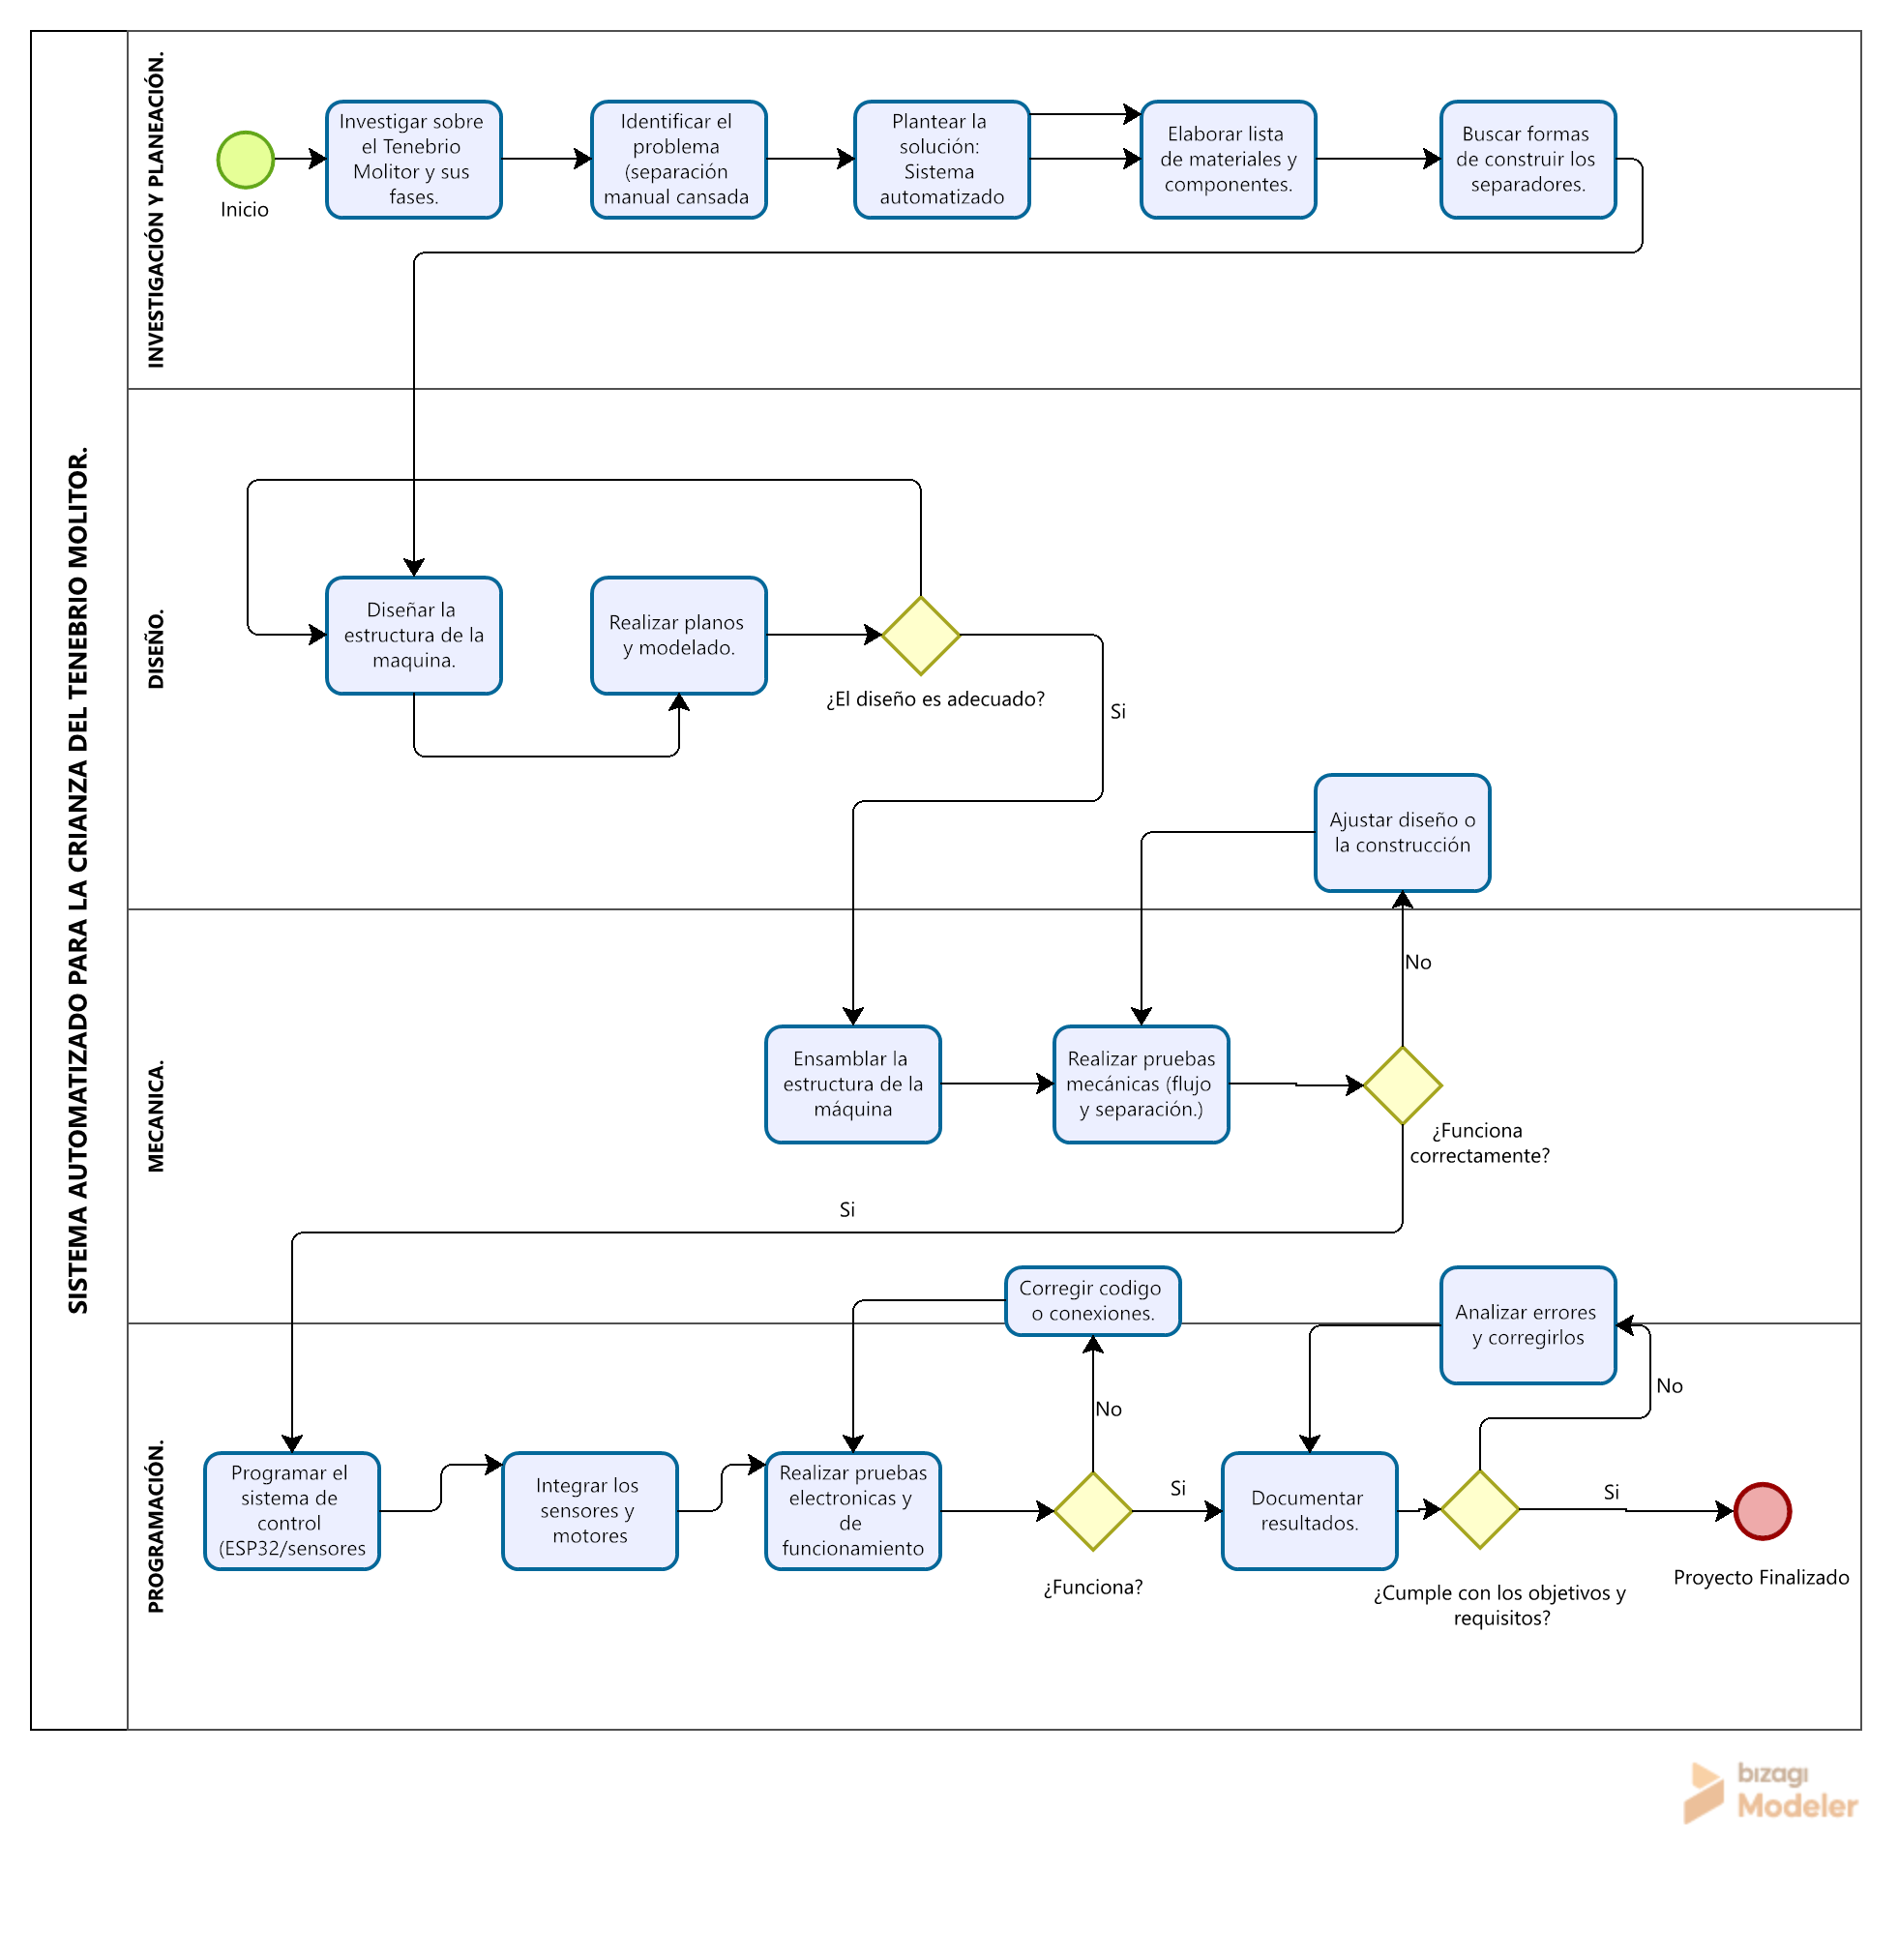 SISTEMA AUTOMATIZADO PARA LA CRIANZA DEL TENEBRIO MOLITOR.
INVESTIGACIÓN Y PLANEACIÓN.
Inicio
Investigar sobre
el Tenebrio
Molitor y sus
fases.
Identificar el
problema
(separación
manual cansada
Plantear la
solución:
Sistema
automatizado
Elaborar lista
de materiales y
componentes.
Buscar formas
de construir los
separadores.
DISEÑO.
Diseñar la
estructura de la
maquina.
Realizar planos
y modelado.
¿El diseño es adecuado?
Si
Ajustar diseño o
la construcción
MECANICA.
No
Ensamblar la
estructura de la
máquina
Realizar pruebas
mecánicas (flujo
y separación.)
¿Funciona
correctamente?
Si
Corregir codigo
o conexiones.
Analizar errores
y corregirlos
PROGRAMACIÓN.
No
No
Programar el
sistema de
control
(ESP32/sensores
Integrar los
sensores y
motores
Realizar pruebas
electronicas y
de
funcionamiento
¿Funciona?
Si
Documentar
resultados.
¿Cumple con los objetivos y
requisitos?
Si
Proyecto Finalizado
bizagi
Modeler